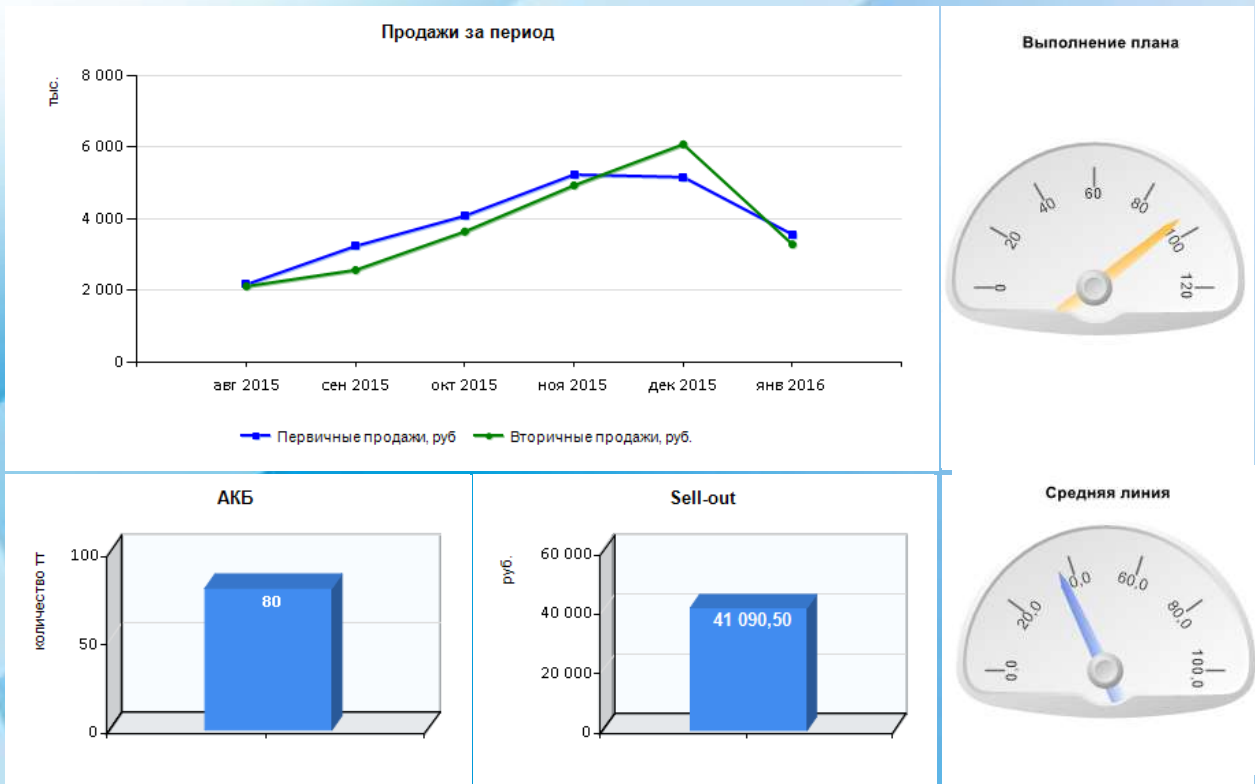 Продажи за период
тыс.
8 000
6 000
4 000
2 000
0
авг 2015 сен 2015 окт 2015 ноя 2015 дек 2015 янв 2016
Первичные продажи, руб Вторичные продажи, руб.
Выполнение плана
0 20 40 60 80 100 120
АКБ
количество тт
100
50
0
80
Sell-out
руб.
60 000
40 000
20 000
0
41 090,50
Средняя линия
0,0 20,0 0,0 60,0 80,0 100,0